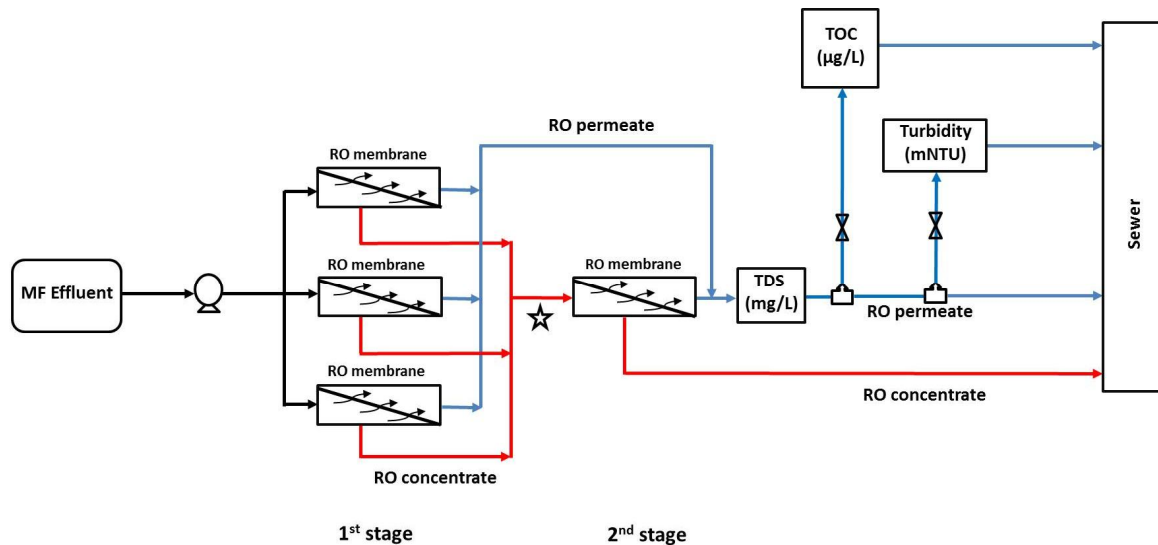 TOC
(µg/L)
RO permeate
Turbidity
(mNTU)
RO membrane
Sewer
RO membrane
RO membrane
MF Effluent
TDS
(mg/L)
RO permeate
RO membrane
RO concentrate
RO concentrate
1st stage
2nd stage